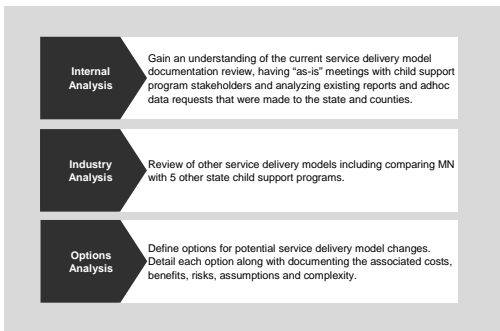 Internal
Analysis
Gain an understanding of the current service delivery model
documentation review, having “as-is” meetings with child support
program stakeholders and analyzing existing reports and adhoc
data requests that were made to the state and counties.
Industry
Analysis
Review of other service delivery models including comparing MN
with 5 other state child support programs.
Options
Analysis
Define options for potential service delivery model changes.
Detail each option along with documenting the associated costs,
benefits, risks, assumptions and complexity.